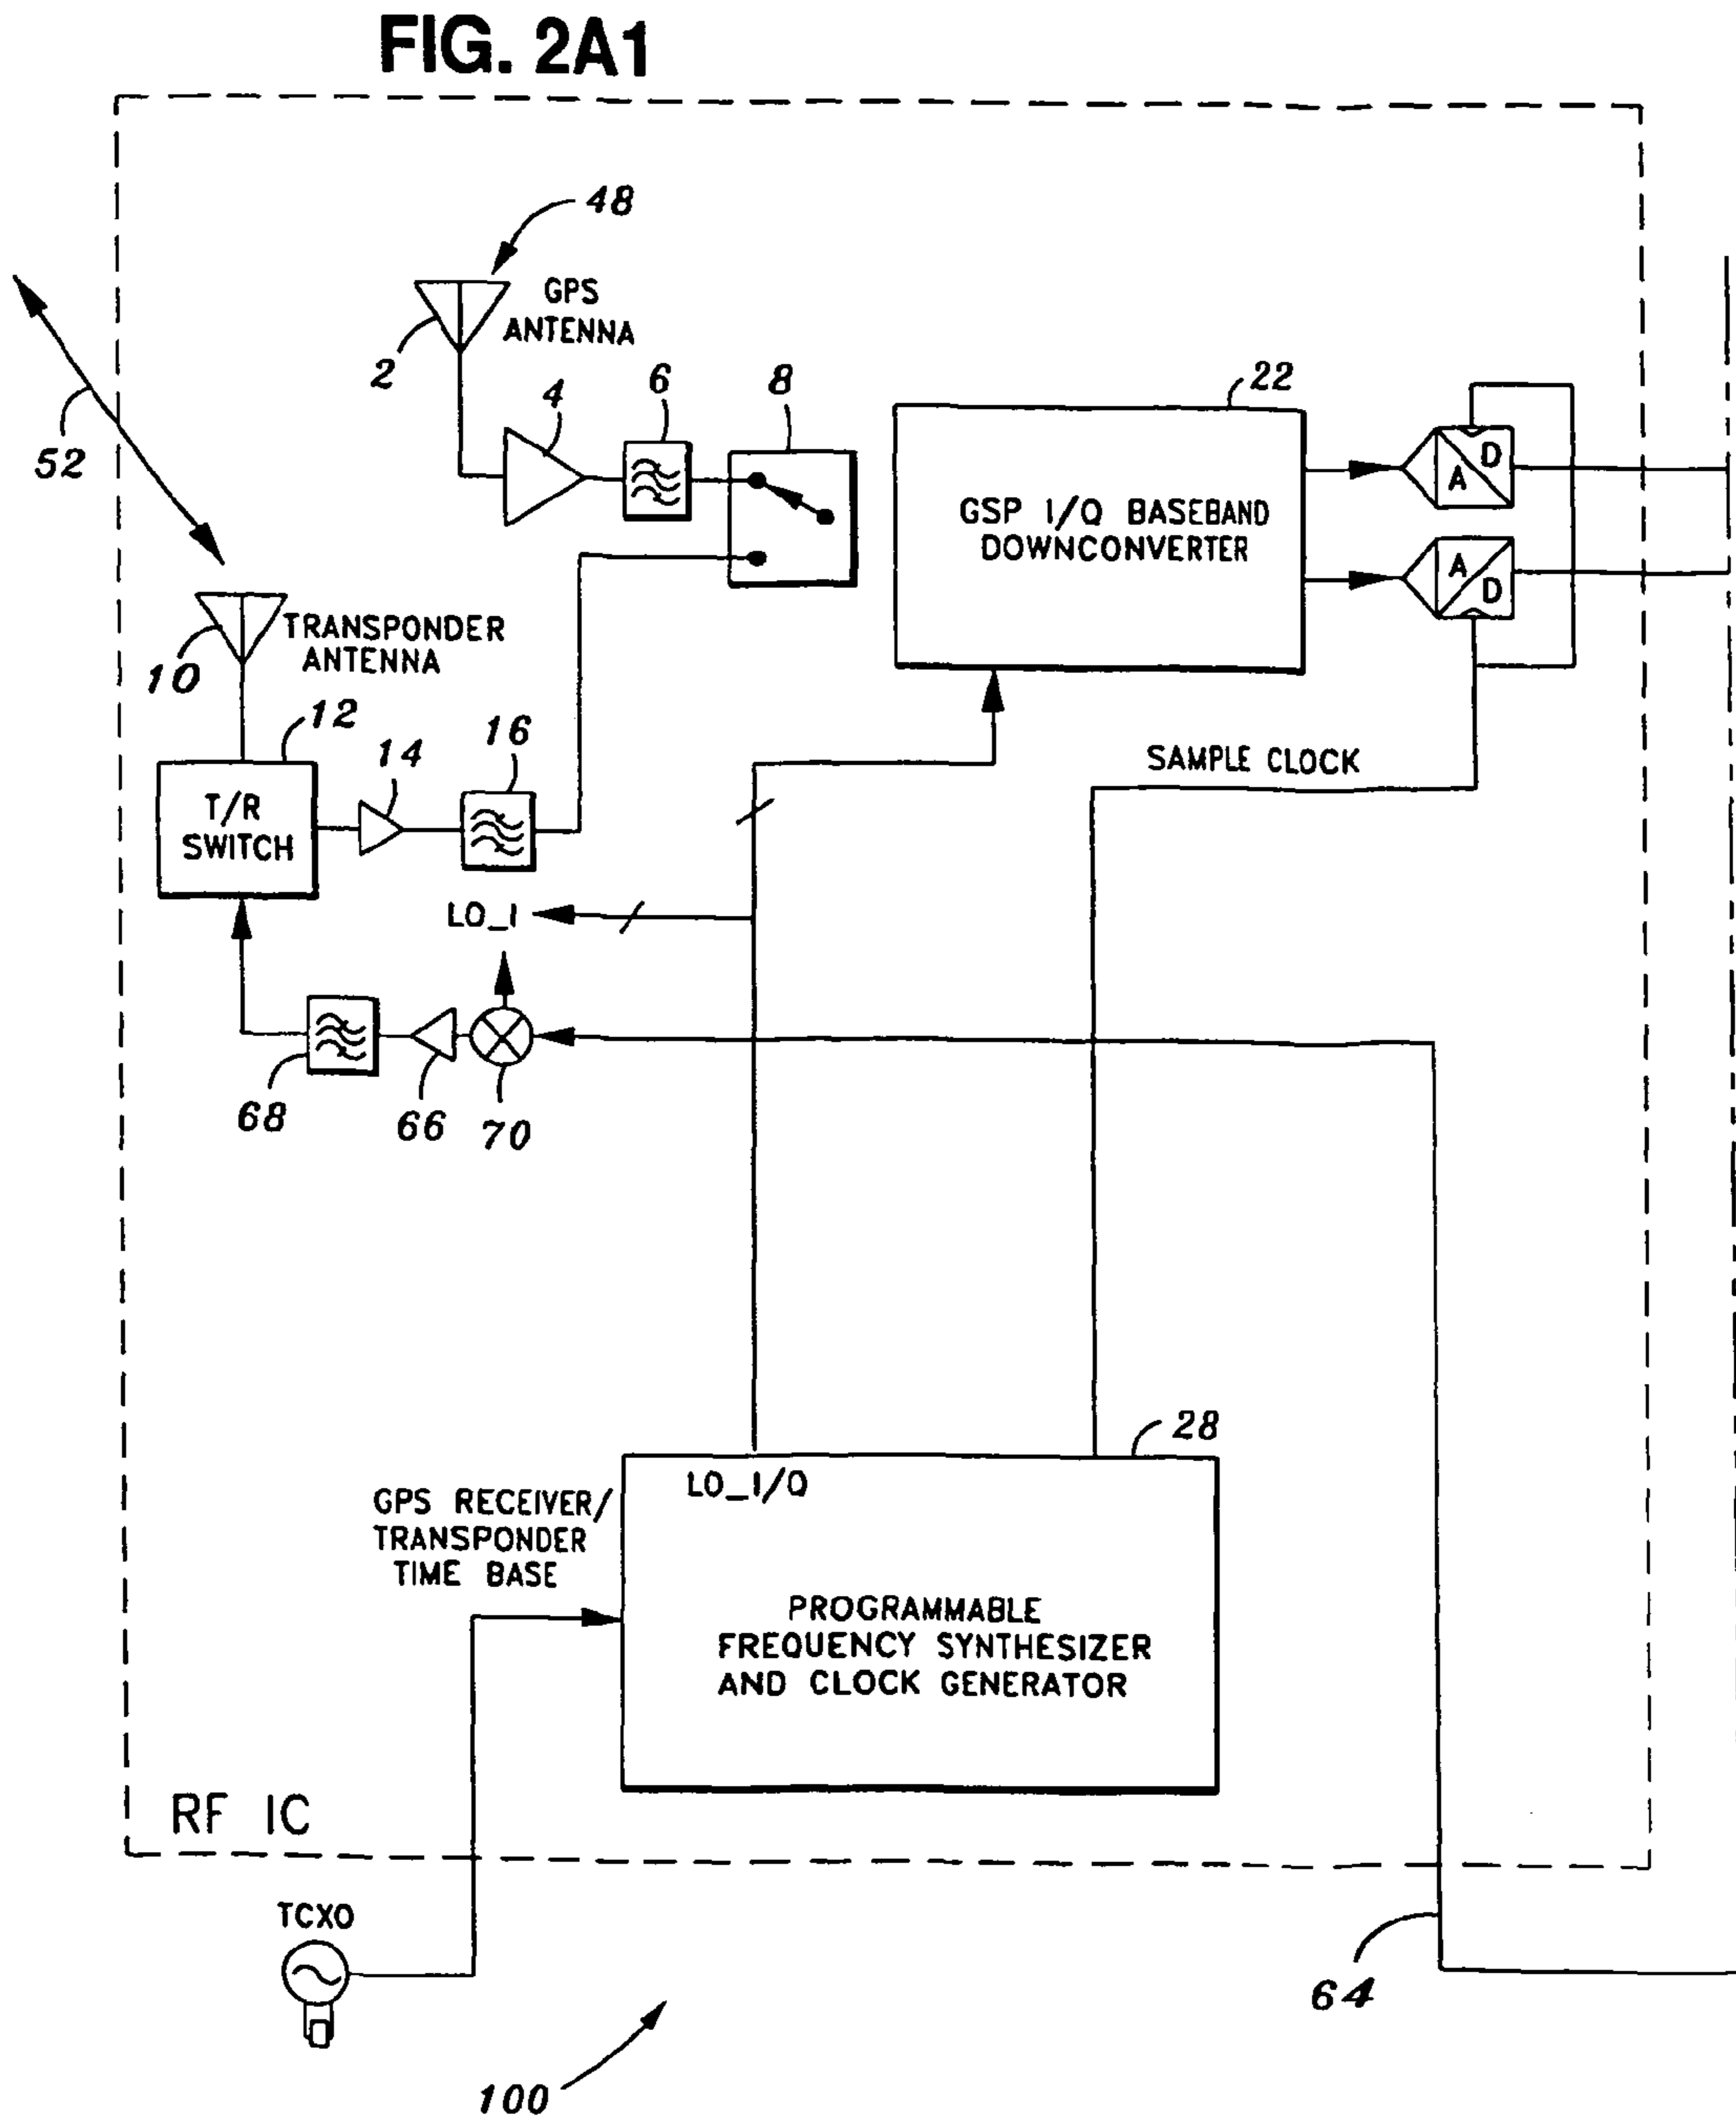 FIG. 2A1
48
GPS
ANTENNA
2
4
6
8
22
52
GSP I/Q BASEBAND
DOWNCONVERTER
A
D
A
D
TRANSPONDER
ANTENNA
10
12
14
16
T/R
SWITCH
SAMPLE CLOCK
LO_I
68
66
70
28
LO_I/Q
GPS RECEIVER/
TRANSPONDER
TIME BASE
PROGRAMMABLE
FREQUENCY SYNTHESIZER
AND CLOCK GENERATOR
RF IC
TCXO
64
100